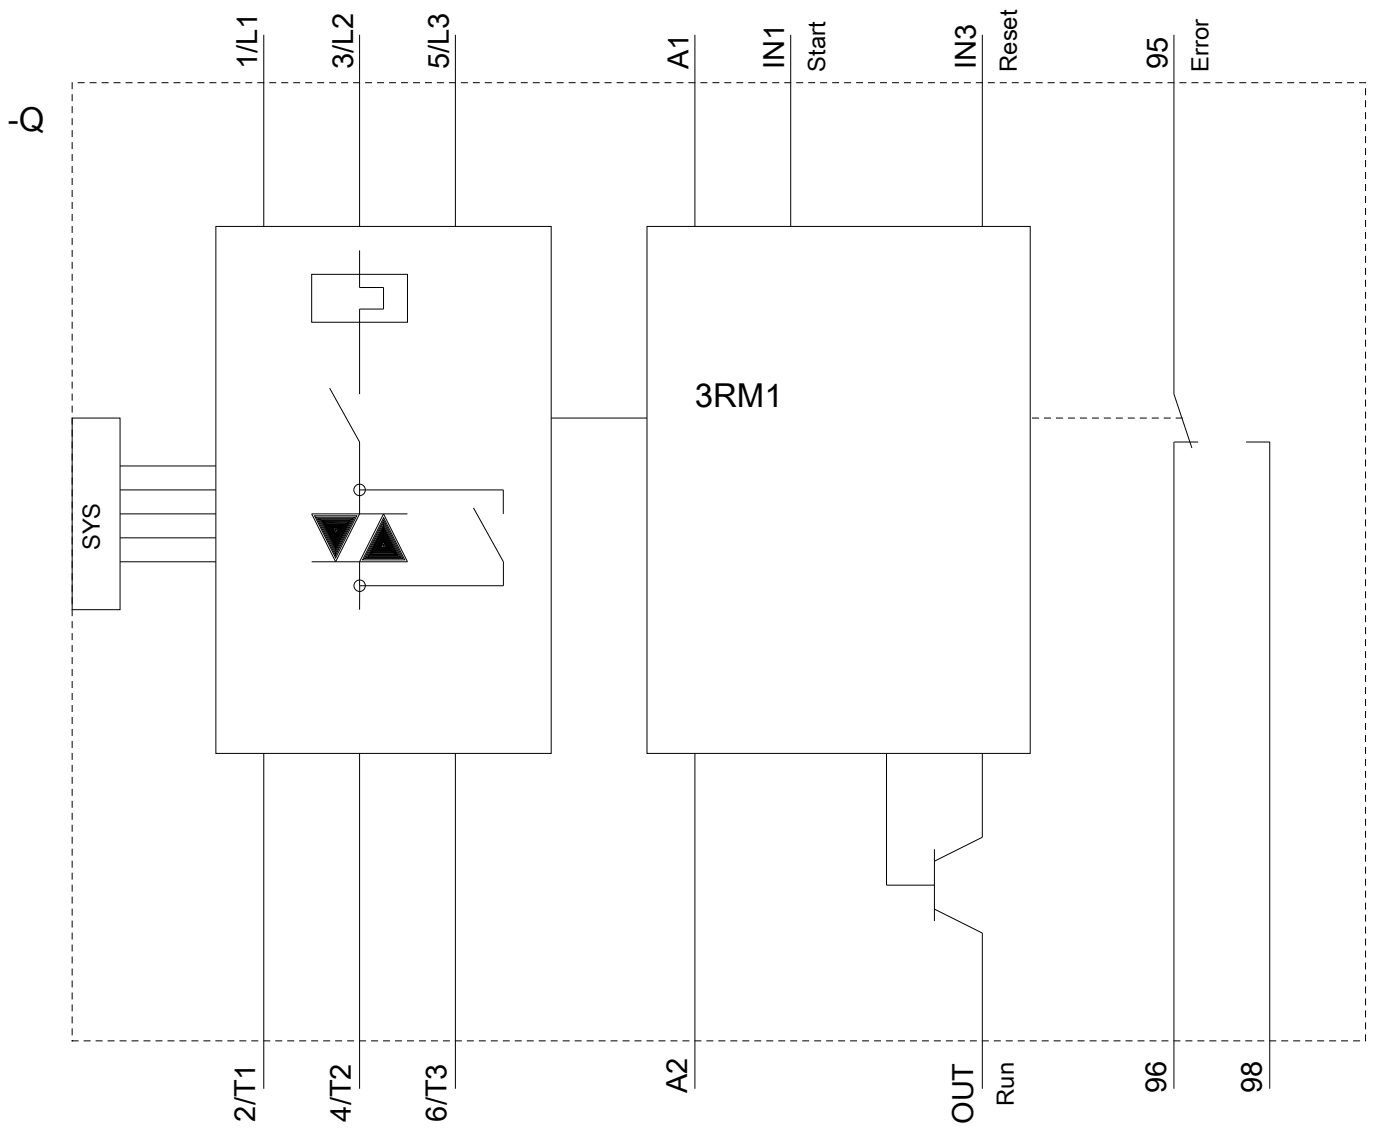 1/L1
3/L2
5/L3
A1
IN1
Start
IN3
Reset
95
Error
-Q
3RM1
SYS
2/T1
4/T2
6/T3
A2
OUT
Run
96
98